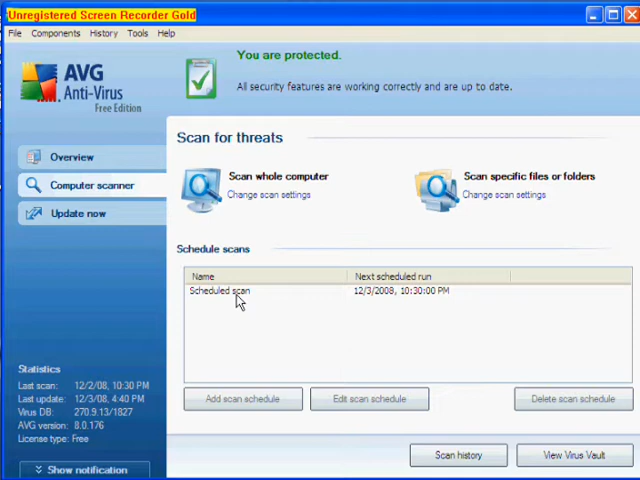 Unregistered Screen Recorder Gold
File Components History Tools Help
You are protected.
All security features are working correctly and are up to date.
AVG
Anti-Virus
Free Edition
Overview
Computer scanner
Update now
Scan for threats
Scan whole computer
Change scan settings
Scan specific files or folders
Change scan settings
Schedule scans
Name Next scheduled run
Scheduled scan 12/3/2008, 10:30:00 PM
Add scan schedule Edit scan schedule Delete scan schedule
Statistics
Last scan: 12/2/08, 10:30 PM
Last update: 12/3/08, 4:40 PM
Virus DB: 270.9.13/1827
AVG version: 8.0.176
License type: Free
Show notification
Scan history View Virus Vault